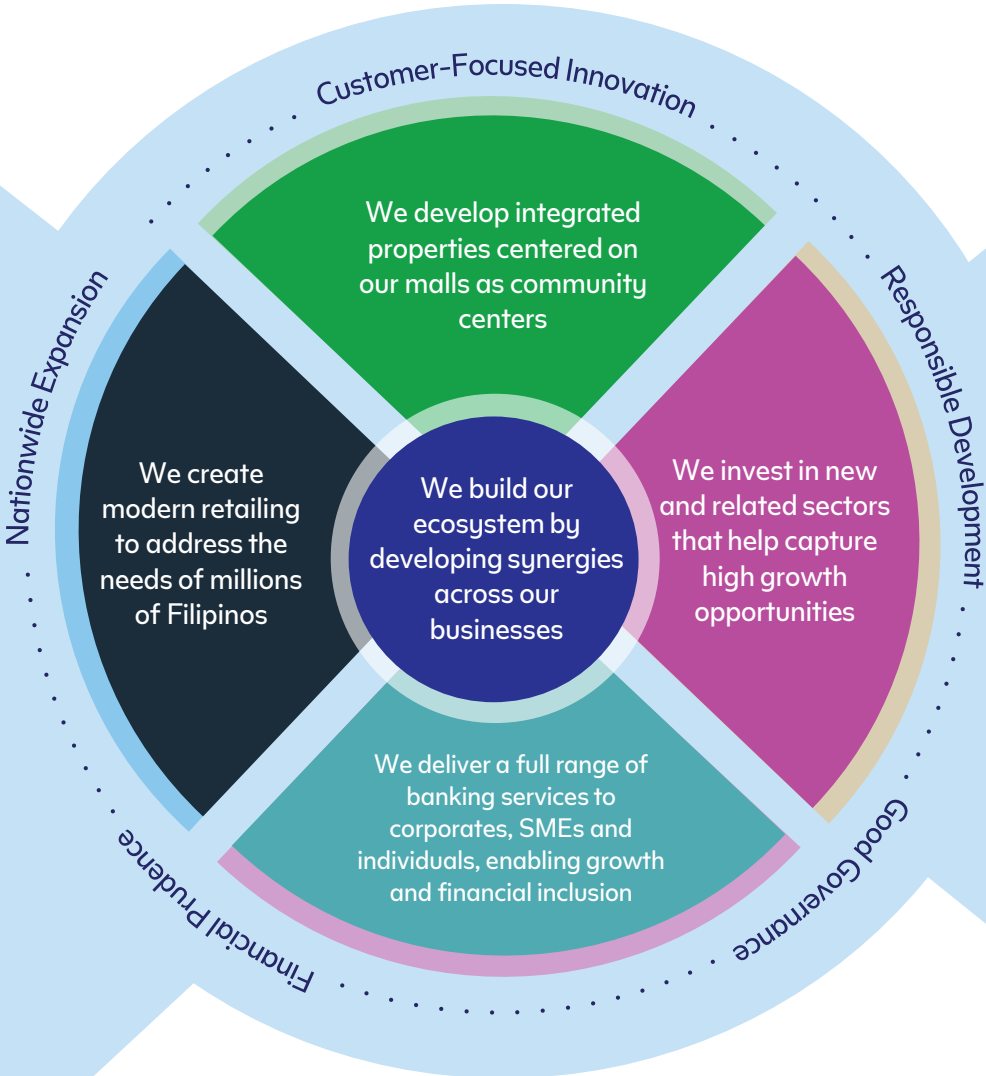 Customer-Focused Innovation
We develop integrated
properties centered on
our malls as community
centers
Nationwide Expansion
Responsible Development
We create
modern retailing
to address the
needs of millions
of Filipinos
We build our
ecosystem by
developing synergies
across our
businesses
We invest in new
and related sectors
that help capture
high growth
opportunities
We deliver a full range of
banking services to
corporates, SMEs and
individuals, enabling growth
and financial inclusion
Financial Prudence
Good Governance